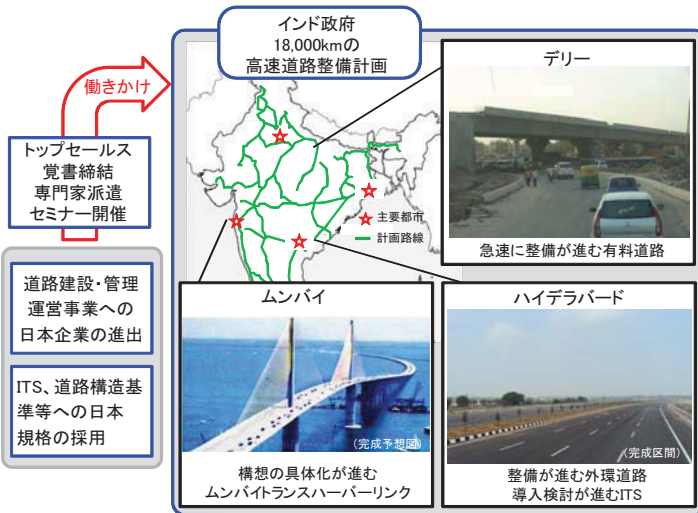 インド政府
18,000kmの
高速道路整備計画
働きかけ
トップセールス
覚書締結
専門家派遣
セミナー開催
道路建設・管理
運営事業への
日本企業の進出
ITS、道路構造基
準等への日本
規格の採用
主要都市
計画路線
デリー
急速に整備が進む有料道路
ムンバイ
(完成予想図)
構想の具体化が進む
ムンバイトランスハーバーリンク
ハイデラバード
(完成区間)
整備が進む外環道路
導入検討が進むITS